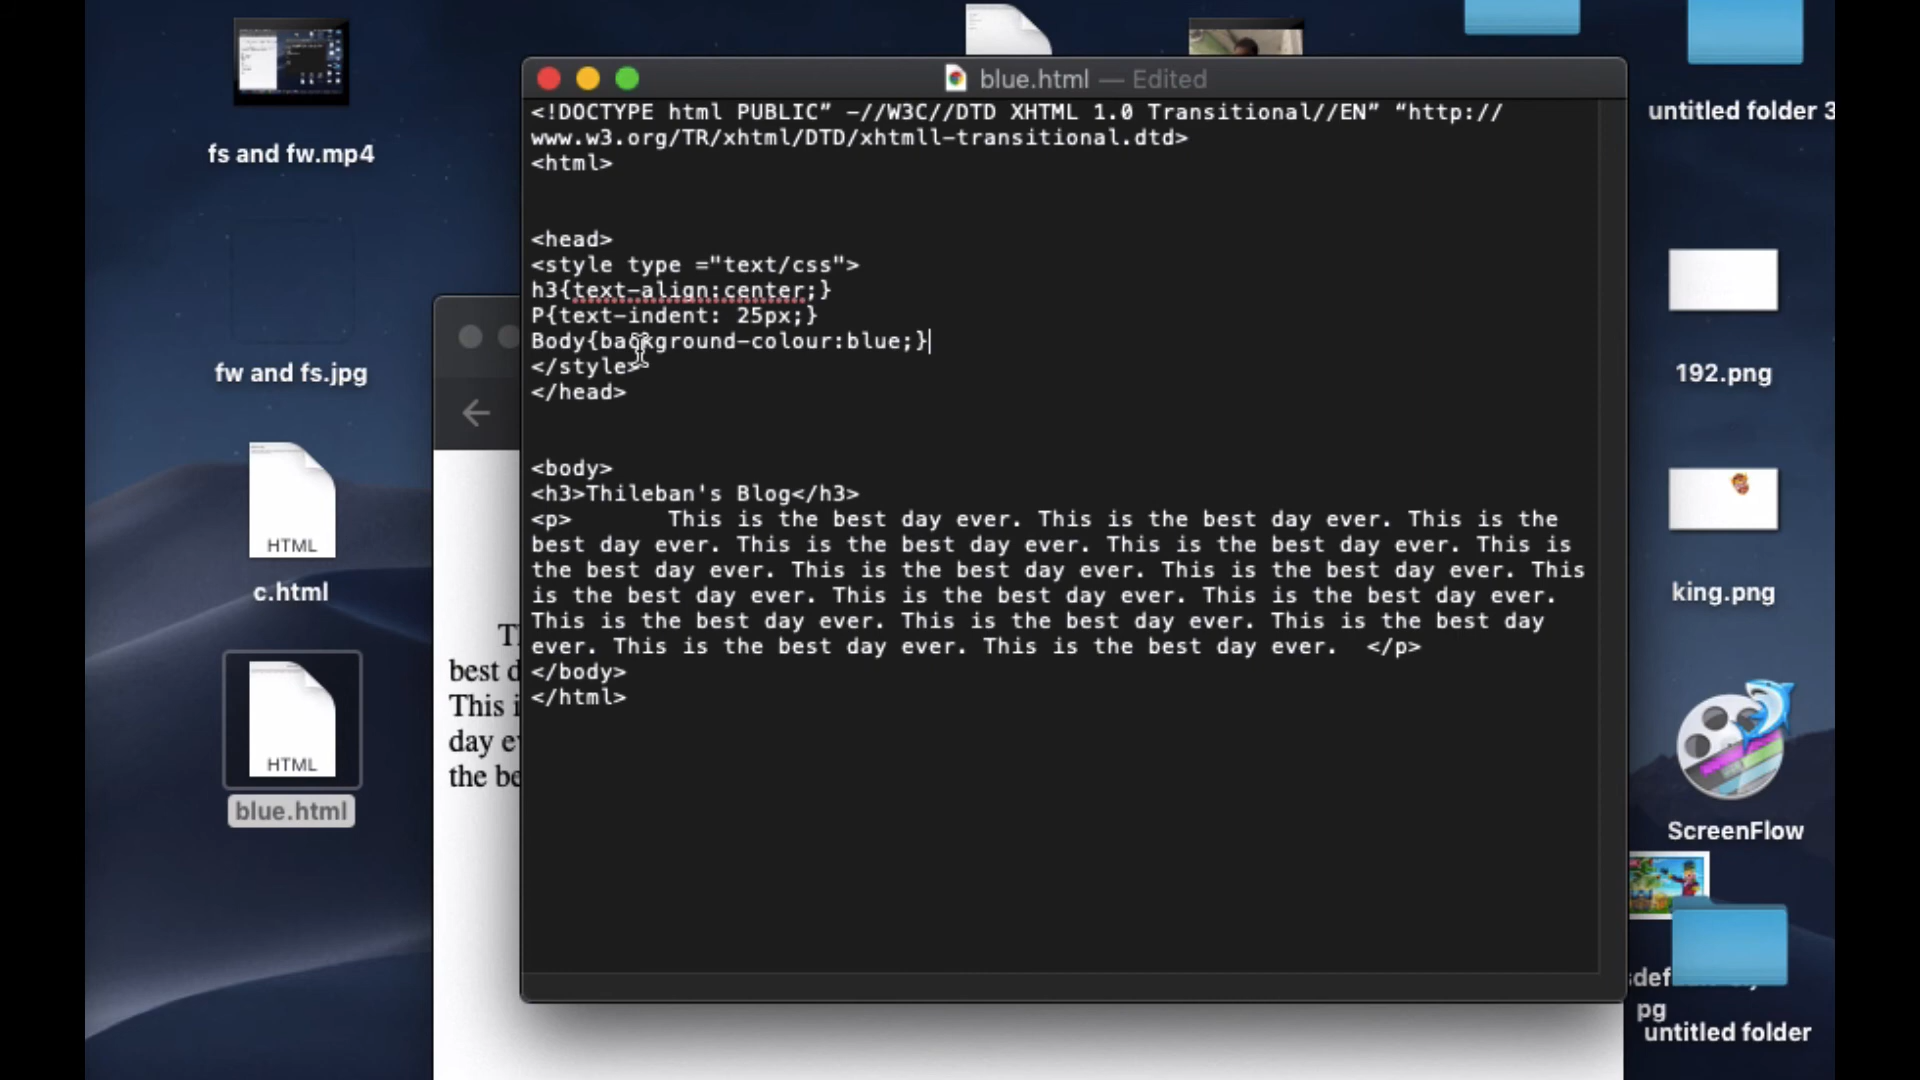 blue.html — Edited
<!DOCTYPE html PUBLIC” –//W3C//DTD XHTML 1.0 Transitional//EN” “http://
www.w3.org/TR/xhtml/DTD/xhtmll–transitional.dtd>
<html>
<head>
<style type ="text/css">
h3{text–align:center;}
P{text–indent: 25px;}
Body{background–colour:blue;}
</style>
</head>
<body>
<h3>Thileban's Blog</h3>
<p>       This is the best day ever. This is the best day ever. This is the
best day ever. This is the best day ever. This is the best day ever. This is
the best day ever. This is the best day ever. This is the best day ever. This
is the best day ever. This is the best day ever. This is the best day ever.
This is the best day ever. This is the best day ever. This is the best day
ever. This is the best day ever. This is the best day ever.  </p>
</body>
</html>
fs and fw.mp4
fw and fs.jpg
HTML
c.html
HTML
blue.html
best
This
day
the
untitled folder 3
192.png
king.png
ScreenFlow
pg
untitled folder